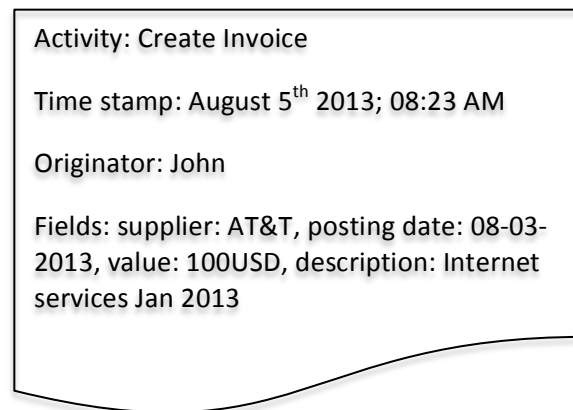 Activity: Create Invoice
Time stamp: August 5th 2013; 08:23 AM
Originator: John
Fields: supplier: AT&T, posting date: 08-03-
2013, value: 100USD, description: Internet
services Jan 2013